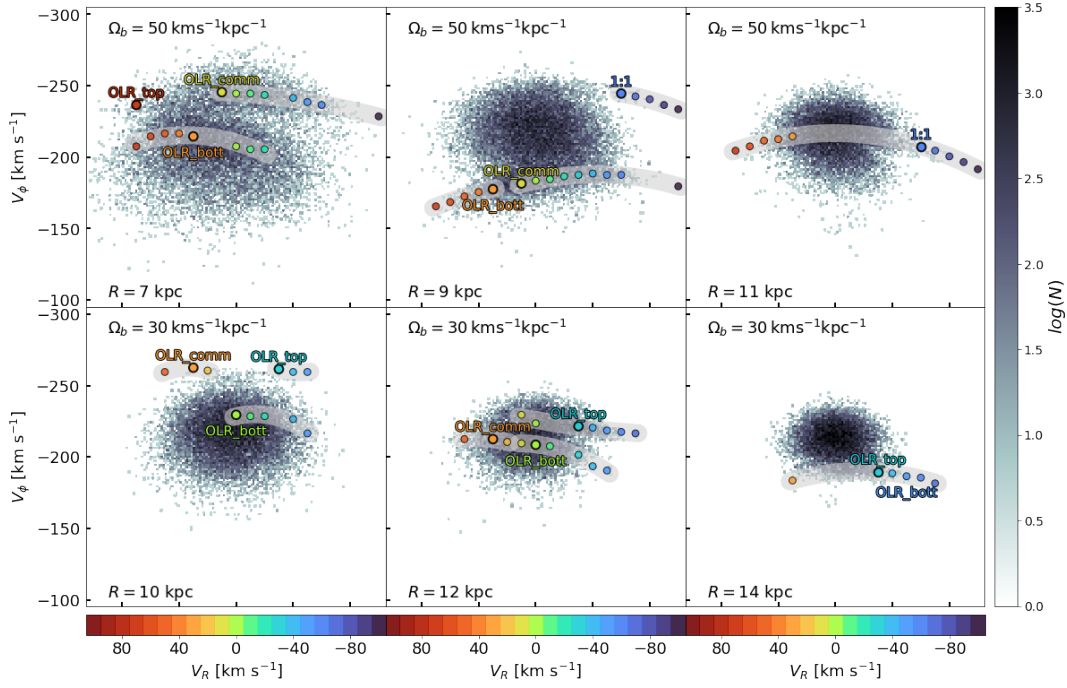 −300
−250
−200
−150
−100
V_ϕ [km s⁻¹]
Ω_b = 50 kms⁻¹kpc⁻¹
OLR_top
OLR_comm
OLR_bott
R = 7 kpc
Ω_b = 50 kms⁻¹kpc⁻¹
1:1
OLR_comm
OLR_bott
R = 9 kpc
Ω_b = 50 kms⁻¹kpc⁻¹
1:1
R = 11 kpc
−300
−250
−200
−150
−100
V_ϕ [km s⁻¹]
Ω_b = 30 kms⁻¹kpc⁻¹
OLR_comm
OLR_top
OLR_bott
R = 10 kpc
Ω_b = 30 kms⁻¹kpc⁻¹
OLR_top
OLR_comm
OLR_bott
R = 12 kpc
Ω_b = 30 kms⁻¹kpc⁻¹
OLR_top
OLR_bott
R = 14 kpc
80 40 0 −40 −80
V_R [km s⁻¹]
80 40 0 −40 −80
V_R [km s⁻¹]
80 40 0 −40 −80
V_R [km s⁻¹]
3.5
3.0
2.5
2.0
1.5
1.0
0.5
0.0
log(N)